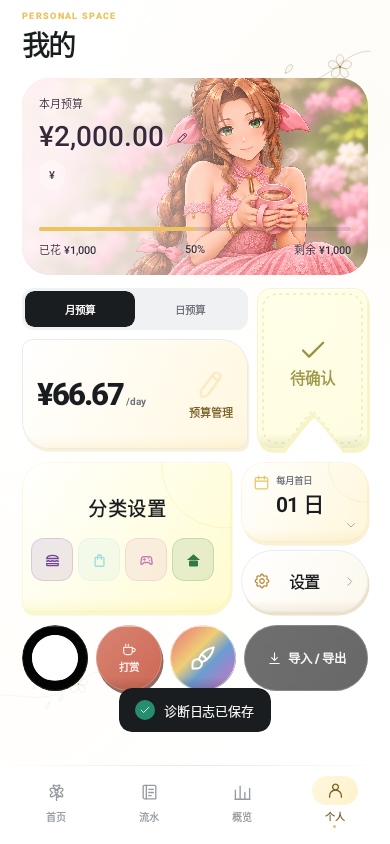 PERSONAL SPACE
我的
本月预算
¥2,000.00
¥
已花 ¥1,000
50%
剩余 ¥1,000
月预算
日预算
待确认
¥66.67 /day
预算管理
分类设置
每月首日
01 日
设置
打赏
导入 / 导出
诊断日志已保存
首页
流水
概览
个人